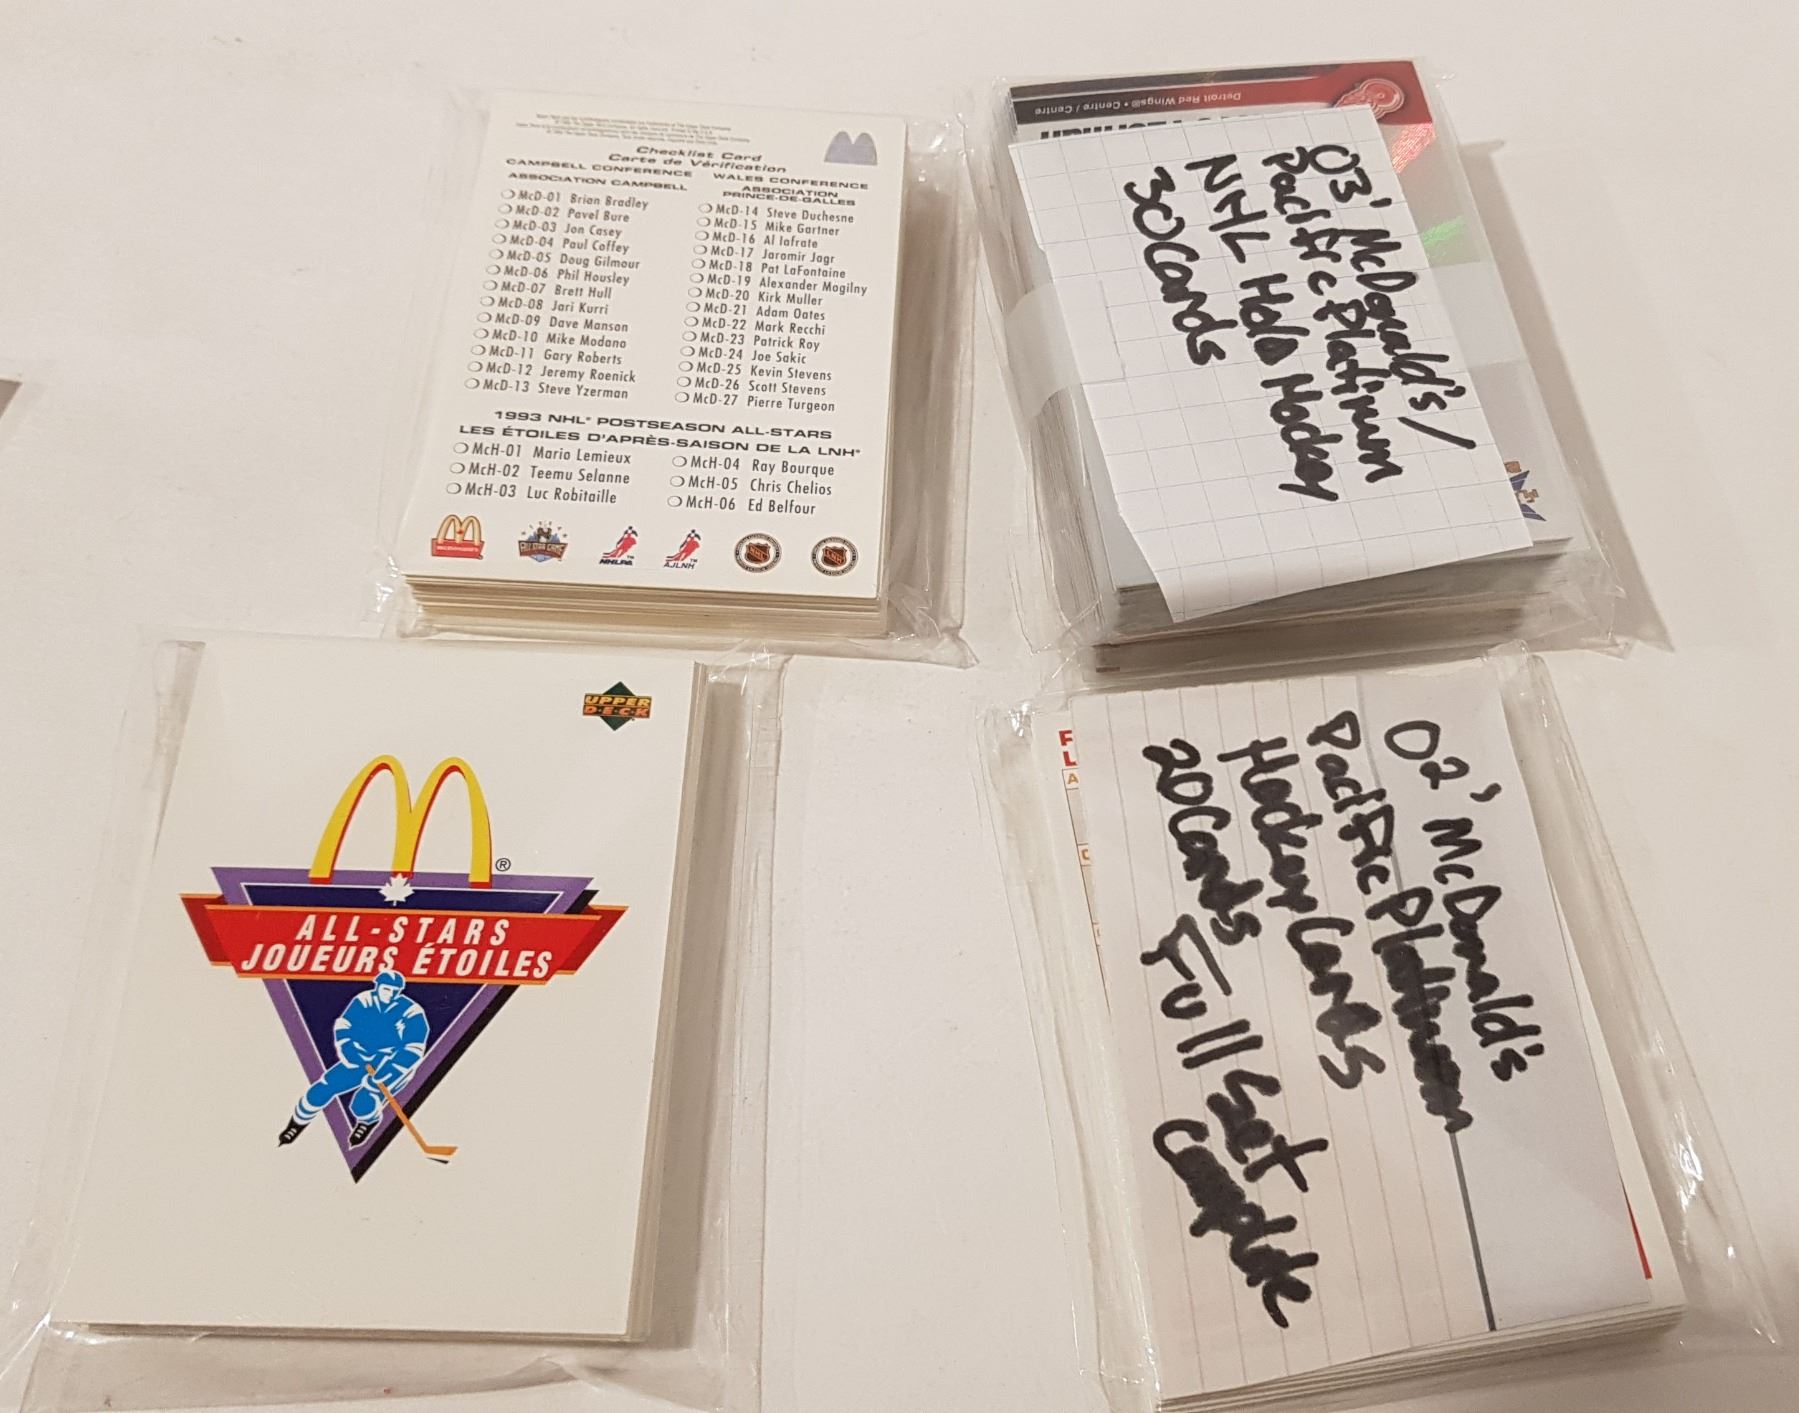 Checklist Card
Carte de Vérification
CAMPBELL CONFERENCE
ASSOCIATION CAMPBELL
McD-01 Brian Bradley
McD-02 Pavel Bure
McD-03 Jon Casey
McD-04 Paul Coffey
McD-05 Doug Gilmour
McD-06 Phil Housley
McD-07 Brett Hull
McD-08 Jari Kurri
McD-09 Dave Manson
McD-10 Mike Modano
McD-11 Gary Roberts
McD-12 Jeremy Roenick
McD-13 Steve Yzerman
WALES CONFERENCE
ASSOCIATION
PRINCE-DE-GALLES
McD-14 Steve Duchesne
McD-15 Mike Gartner
McD-16 Al Iafrate
McD-17 Jaromir Jagr
McD-18 Pat LaFontaine
McD-19 Alexander Mogilny
McD-20 Kirk Muller
McD-21 Adam Oates
McD-22 Mark Recchi
McD-23 Patrick Roy
McD-24 Joe Sakic
McD-25 Kevin Stevens
McD-26 Scott Stevens
McD-27 Pierre Turgeon
1993 NHL* POSTSEASON ALL-STARS
LES ÉTOILES D'APRÈS-SAISON DE LA LNH*
McH-01 Mario Lemieux
McH-02 Teemu Selanne
McH-03 Luc Robitaille
McH-04 Ray Bourque
McH-05 Chris Chelios
McH-06 Ed Belfour
McDonald's
ALL STAR GAME
NHLPA
AJLNH
NHL
LNH
Detroit Red Wings® • Centre / Centre
03' McDonald's/
Pacific Platinum
NHL Holo Hockey
30 Cards
UPPER
DECK
®
ALL-STARS
JOUEURS ÉTOILES
02' McDonald's
Pacific Platinum
Hockey Cards
20 Cards Full Set
Complete